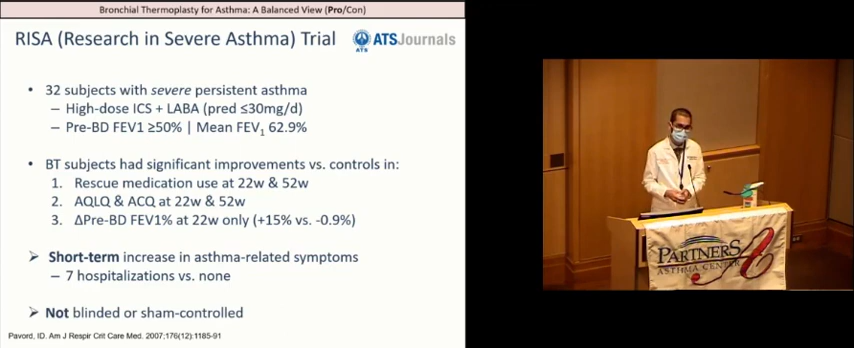 Bronchial Thermoplasty for Asthma: A Balanced View (Pro/Con)
RISA (Research in Severe Asthma) Trial
ATS
ATSJournals
• 32 subjects with severe persistent asthma
– High-dose ICS + LABA (pred ≤30mg/d)
– Pre-BD FEV1 ≥50% | Mean FEV₁ 62.9%
• BT subjects had significant improvements vs. controls in:
1. Rescue medication use at 22w & 52w
2. AQLQ & ACQ at 22w & 52w
3. ΔPre-BD FEV1% at 22w only (+15% vs. -0.9%)
➢ Short-term increase in asthma-related symptoms
– 7 hospitalizations vs. none
➢ Not blinded or sham-controlled
Pavord, ID. Am J Respir Crit Care Med. 2007;176(12):1185-91
PARTNERS
ASTHMA CENTER